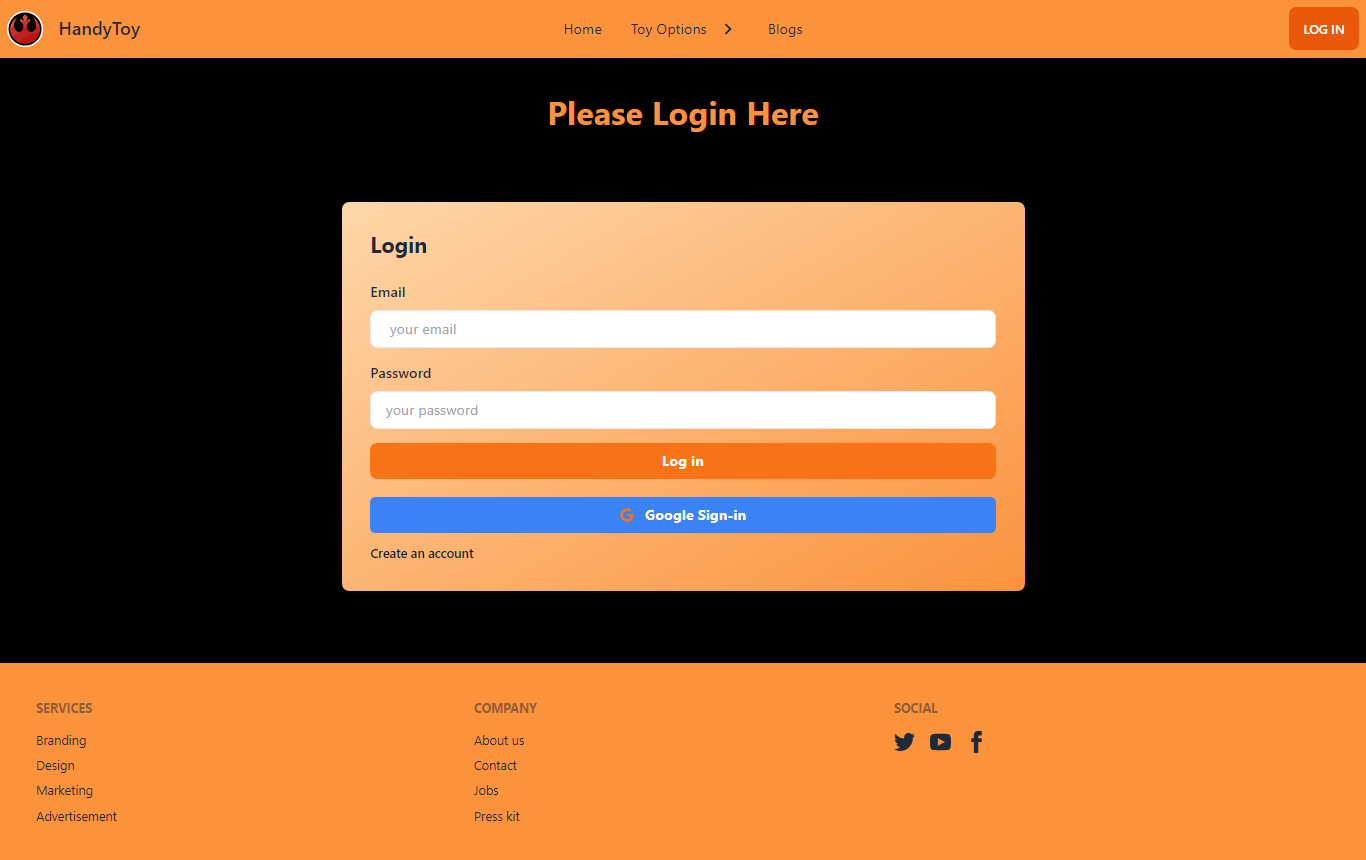 HandyToy
Home
Toy Options
Blogs
LOG IN
Please Login Here
Login
Email
your email
Password
your password
Log in
Google Sign-in
Create an account
SERVICES
Branding
Design
Marketing
Advertisement
COMPANY
About us
Contact
Jobs
Press kit
SOCIAL